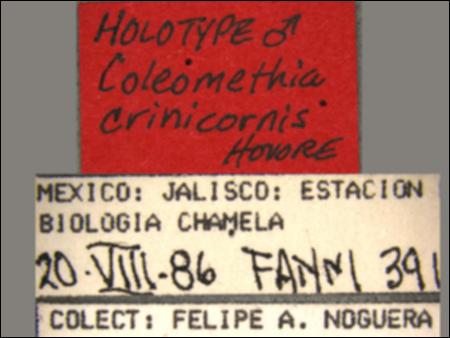 HOLOTYPE ♂
Coleomethia
crinicornis
HOVORE
MEXICO: JALISCO: ESTACION
BIOLOGIA CHAMELA
20·VIII-86 FANM 391
COLECT: FELIPE A. NOGUERA